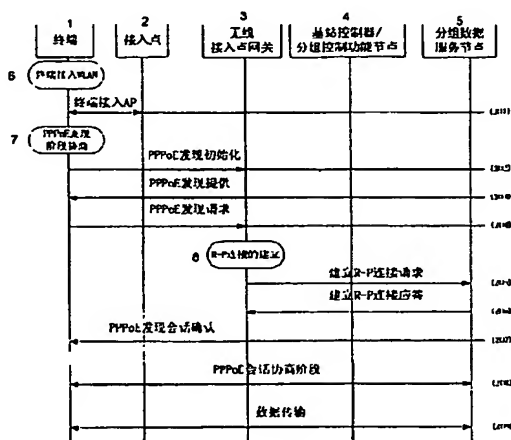 1
2
3
4
5
终端
接入点
无线
接入点网关
基站控制器/
分组控制功能节点
分组数据
服务节点
6
终端接入WLAN
终端接入AP
7
PPPoE发现
阶段协商
PPPoE发现初始化
PPPoE发现提供
PPPoE发现请求
8
R-P连接的建立
建立R-P连接请求
建立R-P连接应答
PPPoE发现会话确认
PPPoE会话协商阶段
数据传输